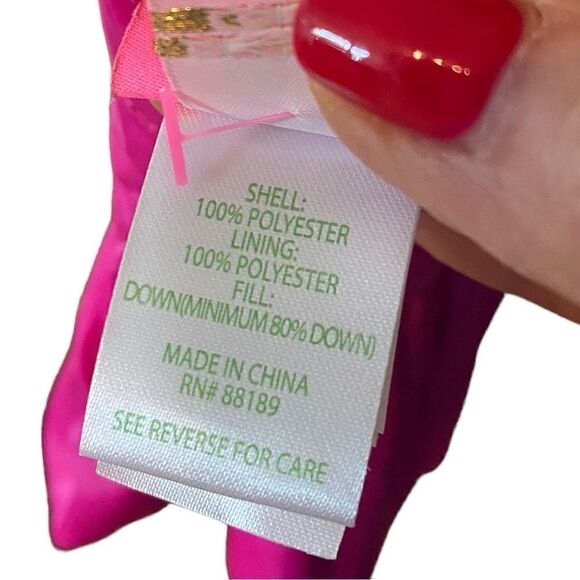 SHELL:
100% POLYESTER
LINING:
100% POLYESTER
FILL:
DOWN(MINIMUM 80% DOWN)
MADE IN CHINA
RN# 88189
SEE REVERSE FOR CARE